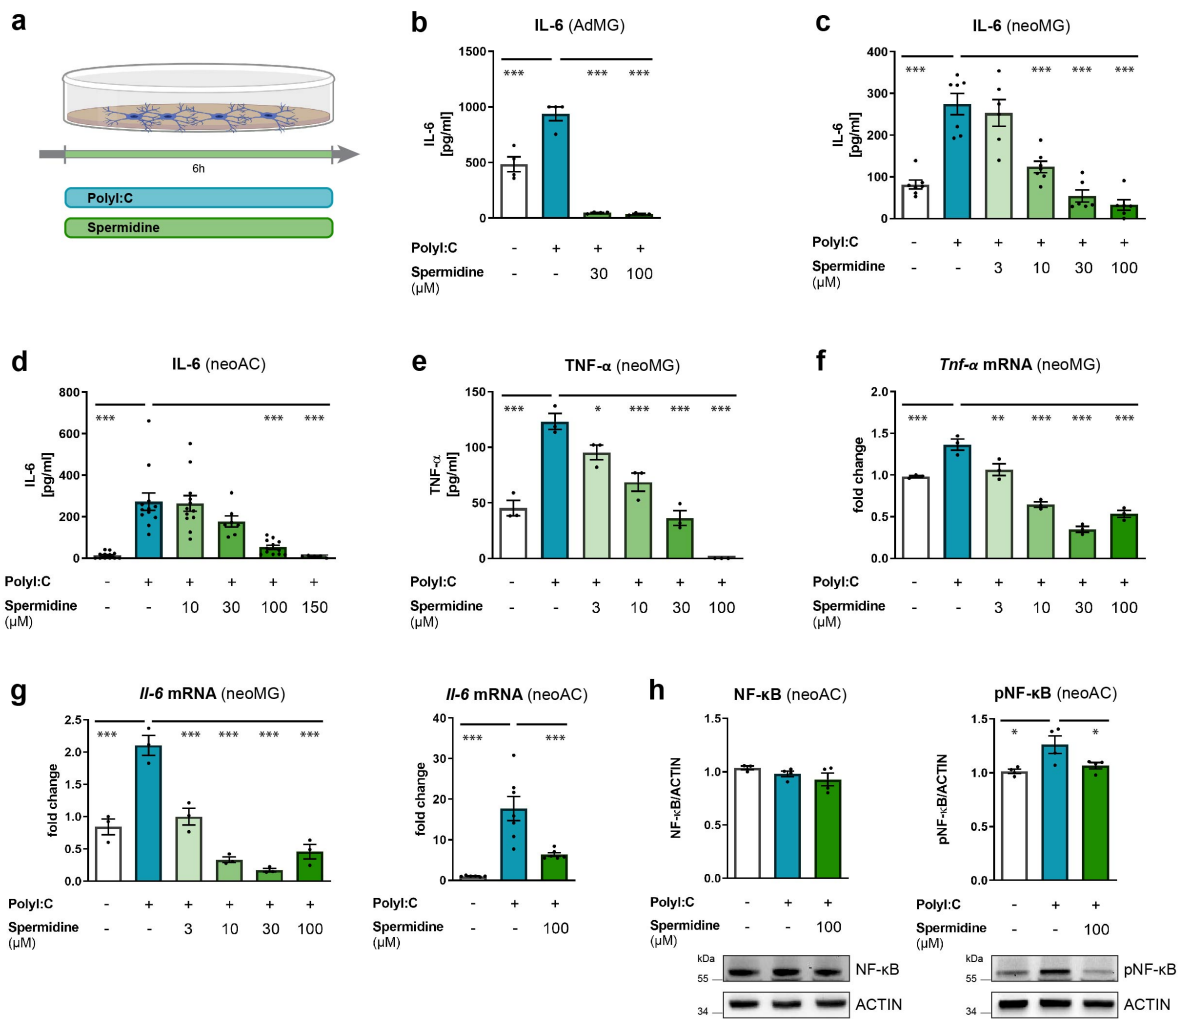 a
6h
PolyI:C
Spermidine
b
IL-6 (AdMG)
IL-6
[pg/ml]
1500
1000
500
0
*** *** ***
PolyI:C - + + +
Spermidine - - 30 100
(µM)
c
IL-6 (neoMG)
IL-6
[pg/ml]
400
300
200
100
0
*** *** *** ***
PolyI:C - + + + + +
Spermidine - - 3 10 30 100
(µM)
d
IL-6 (neoAC)
IL-6
[pg/ml]
800
600
400
200
0
*** *** ***
PolyI:C - + + + + +
Spermidine - - 10 30 100 150
(µM)
e
TNF-α (neoMG)
TNF-α
[pg/ml]
150
100
50
0
*** * *** *** ***
PolyI:C - + + + + +
Spermidine - - 3 10 30 100
(µM)
f
Tnf-α mRNA (neoMG)
fold change
2.0
1.5
1.0
0.5
0.0
*** ** *** *** ***
PolyI:C - + + + + +
Spermidine - - 3 10 30 100
(µM)
g
Il-6 mRNA (neoMG)
fold change
2.5
2.0
1.5
1.0
0.5
0.0
*** *** *** *** ***
PolyI:C - + + + + +
Spermidine - - 3 10 30 100
(µM)
Il-6 mRNA (neoAC)
fold change
40
30
20
10
0
*** ***
PolyI:C - + +
Spermidine - - 100
(µM)
h
NF-κB (neoAC)
NF-κB/ACTIN
1.5
1.0
0.5
0.0
PolyI:C - + +
Spermidine - - 100
(µM)
kDa
55
NF-κB
34
ACTIN
pNF-κB (neoAC)
pNF-κB/ACTIN
1.5
1.0
0.5
0.0
* *
PolyI:C - + +
Spermidine - - 100
(µM)
kDa
55
pNF-κB
34
ACTIN